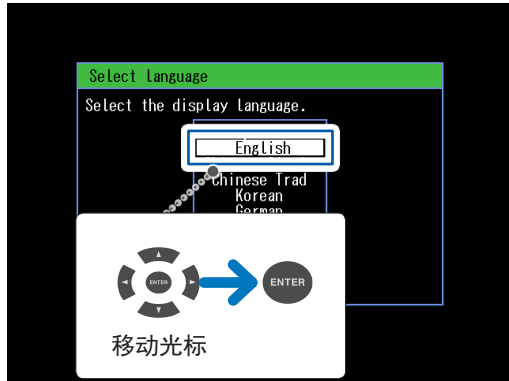 Select language
Select the display language.
English
Chinese Trad
Korean
German
ENTER
ENTER
移动光标